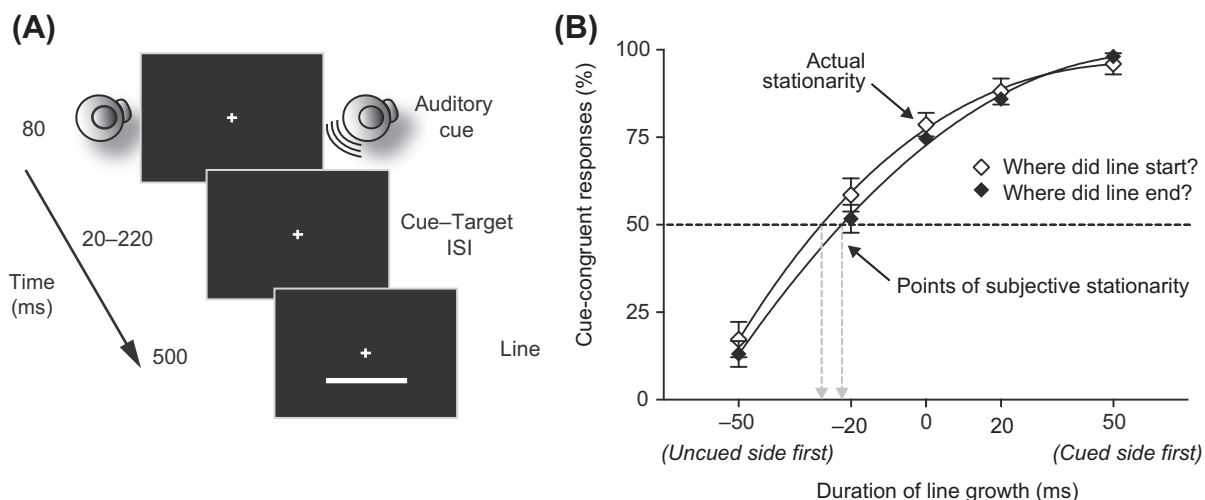 (A)
Auditory
cue
80
Cue–Target
ISI
20–220
Time
(ms)
500
Line
(B)
Cue-congruent responses (%)
100
75
50
25
0
Actual
stationarity
Where did line start?
Where did line end?
Points of subjective stationarity
–50
–20
0
20
50
(Uncued side first)
(Cued side first)
Duration of line growth (ms)